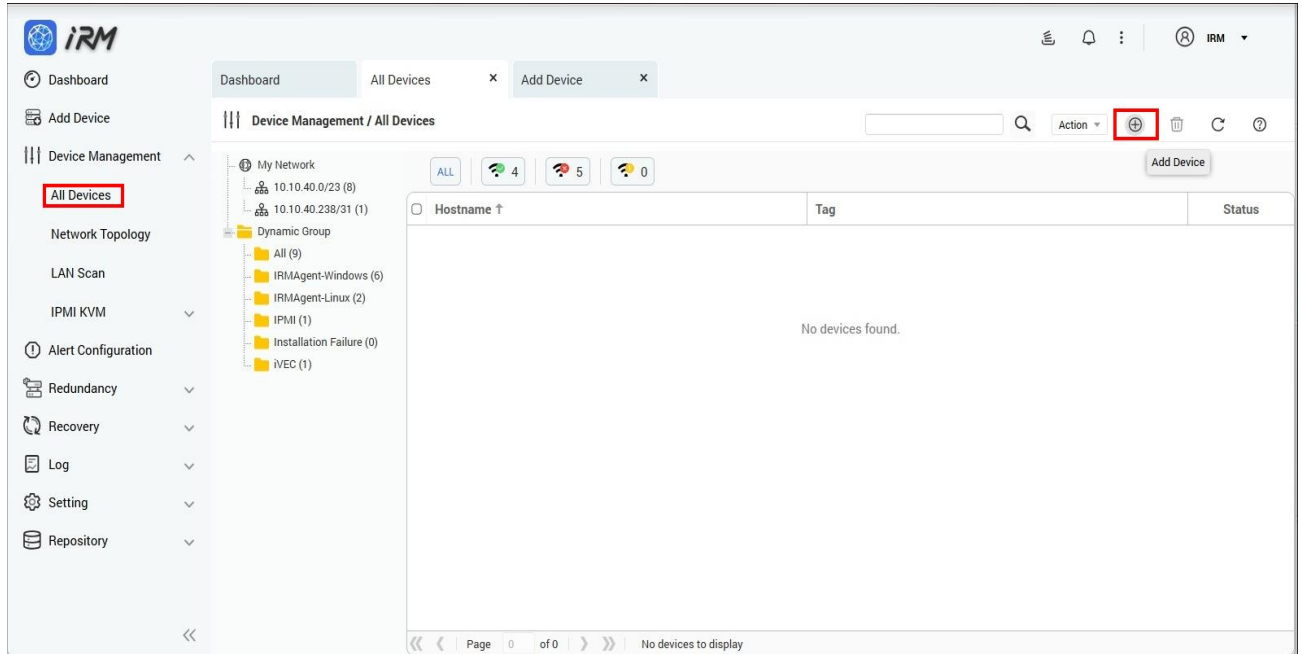 iRM
IRM
Dashboard
Add Device
Device Management
All Devices
Network Topology
LAN Scan
IPMI KVM
Alert Configuration
Redundancy
Recovery
Log
Setting
Repository
Dashboard
All Devices
Add Device
Device Management / All Devices
Action
Add Device
My Network
10.10.40.0/23 (8)
10.10.40.238/31 (1)
Dynamic Group
All (9)
IRMAgent-Windows (6)
IRMAgent-Linux (2)
IPMI (1)
Installation Failure (0)
iVEC (1)
ALL
4
5
0
Hostname ↑
Tag
Status
No devices found.
Page 0 of 0
No devices to display